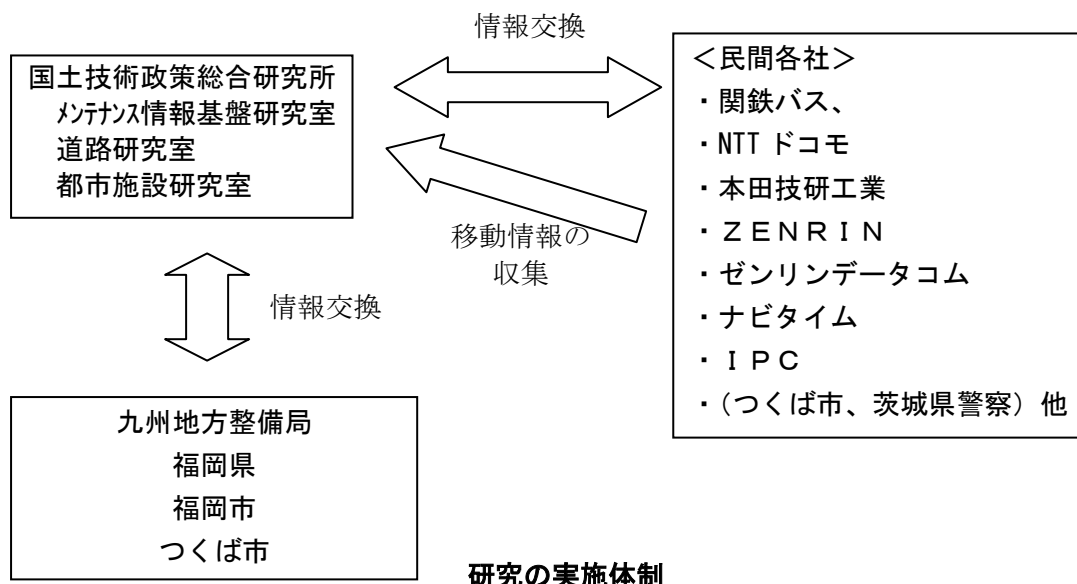 情報交換
国土技術政策総合研究所
ﾒﾝﾃﾅﾝｽ情報基盤研究室
道路研究室
都市施設研究室
＜民間各社＞
・関鉄バス、
・NTT ドコモ
・本田技研工業
・ＺＥＮＲＩＮ
・ゼンリンデータコム
・ナビタイム
・ＩＰＣ
・(つくば市、茨城県警察）他
移動情報の
収集
情報交換
九州地方整備局
福岡県
福岡市
つくば市
研究の実施体制